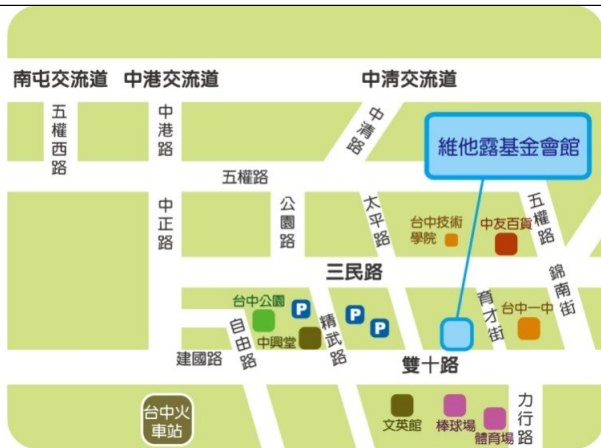 南屯交流道
中港交流道
中清交流道
五權西路
中港路
中清路
維他露基金會館
五權路
中正路
公園路
太平路
台中技術
學院
中友百貨
五權路
三民路
錦南街
台中公園
P
P
P
精武路
育才街
台中一中
自由路
中興堂
建國路
雙十路
台中火
車站
文英館
棒球場
體育場
力行路